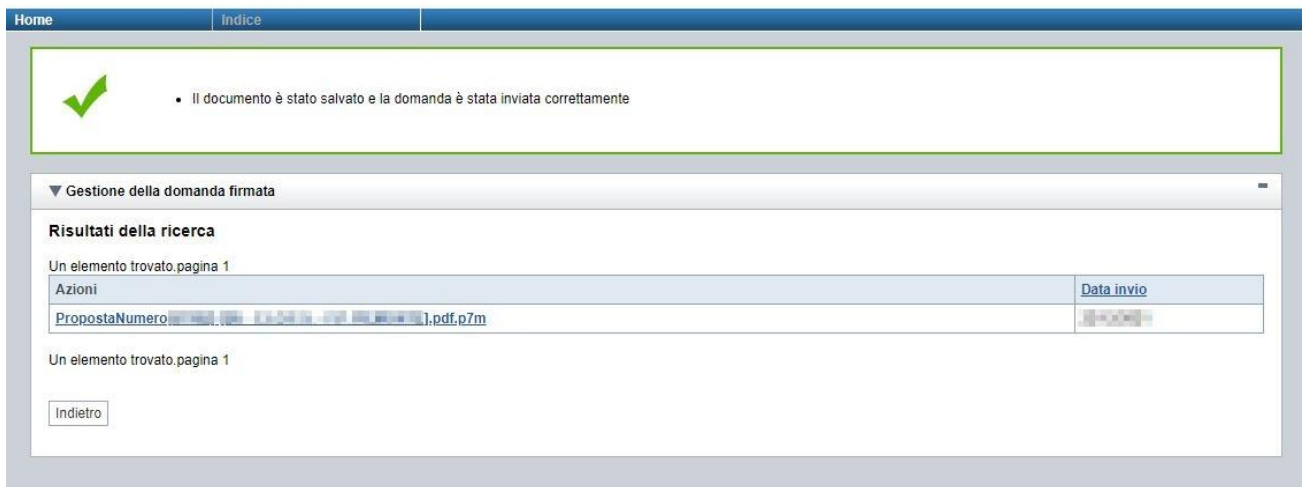 Home Indice
Il documento è stato salvato e la domanda è stata inviata correttamente
Gestione della domanda firmata
Risultati della ricerca
Un elemento trovato.pagina 1
Azioni Data invio
PropostaNumero ].pdf.p7m
Un elemento trovato.pagina 1
Indietro